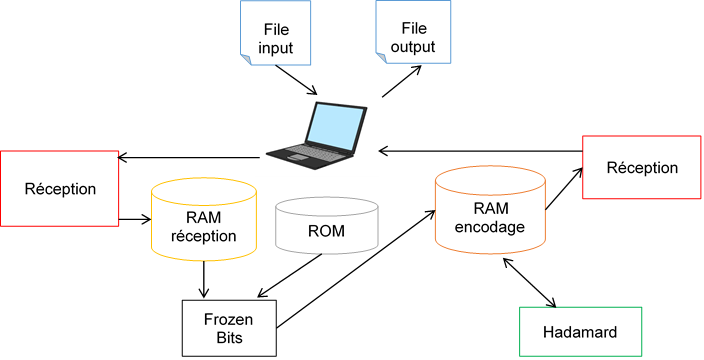 File
input
File
output
Réception
RAM
réception
ROM
RAM
encodage
Réception
Frozen
Bits
Hadamard